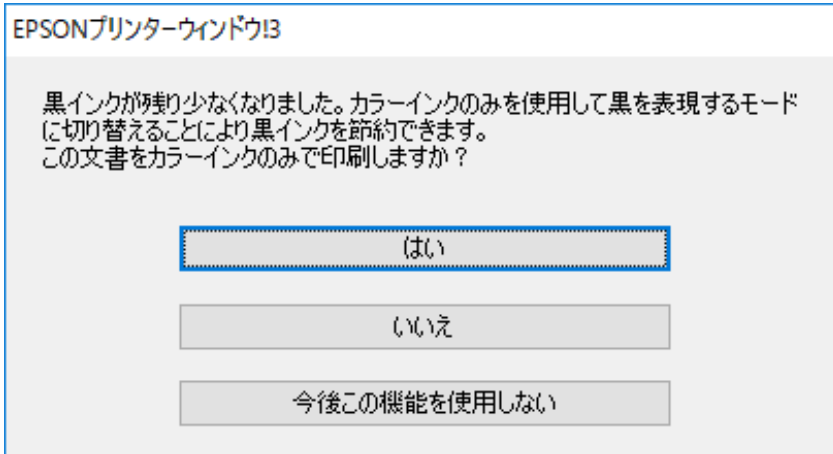 EPSONプリンターウィンドウ!3
黒インクが残り少なくなりました。カラーインクのみを使用して黒を表現するモード
に切り替えることにより黒インクを節約できます。
この文書をカラーインクのみで印刷しますか？
はい
いいえ
今後この機能を使用しない